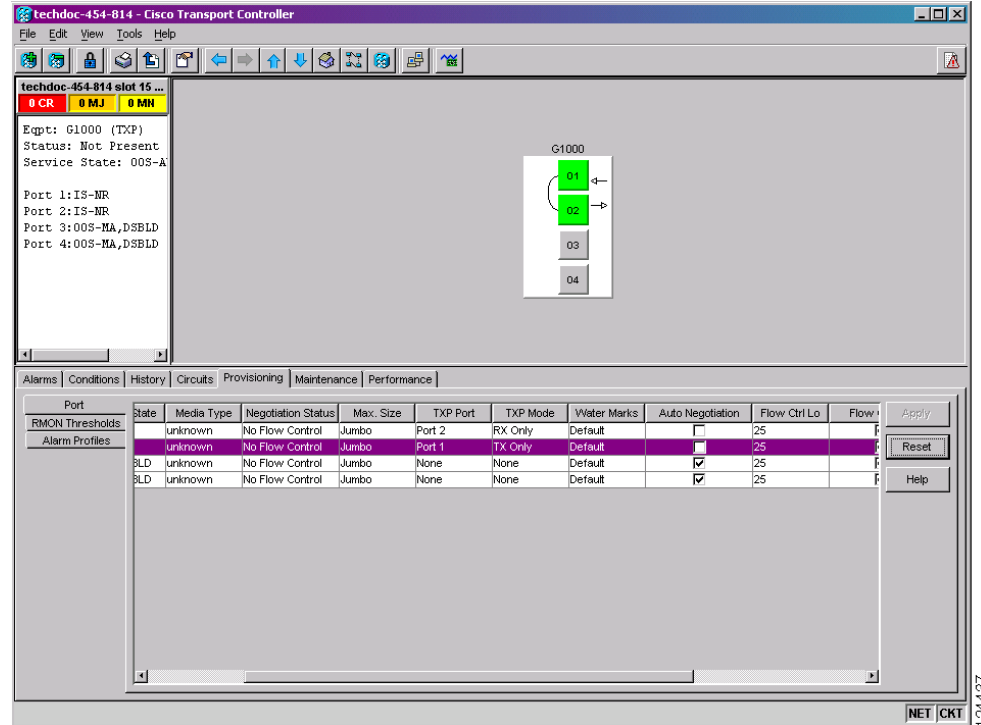 techdoc-454-814 - Cisco Transport Controller
File Edit View Tools Help
techdoc-454-814 slot 15 ...
0 CR 0 MJ 0 MN
Eqpt: G1000 (TXP)
Status: Not Present
Service State: OOS-A
Port 1:IS-NR
Port 2:IS-NR
Port 3:OOS-MA,DSBLD
Port 4:OOS-MA,DSBLD
G1000
01
02
03
04
Alarms Conditions History Circuits Provisioning Maintenance Performance
Port
RMON Thresholds
Alarm Profiles
State Media Type Negotiation Status Max. Size TXP Port TXP Mode Water Marks Auto Negotiation Flow Ctrl Lo Flow
unknown No Flow Control Jumbo Port 2 RX Only Default 25
unknown No Flow Control Jumbo Port 1 TX Only Default 25
BLD unknown No Flow Control Jumbo None None Default 25
BLD unknown No Flow Control Jumbo None None Default 25
Apply
Reset
Help
NET CKT